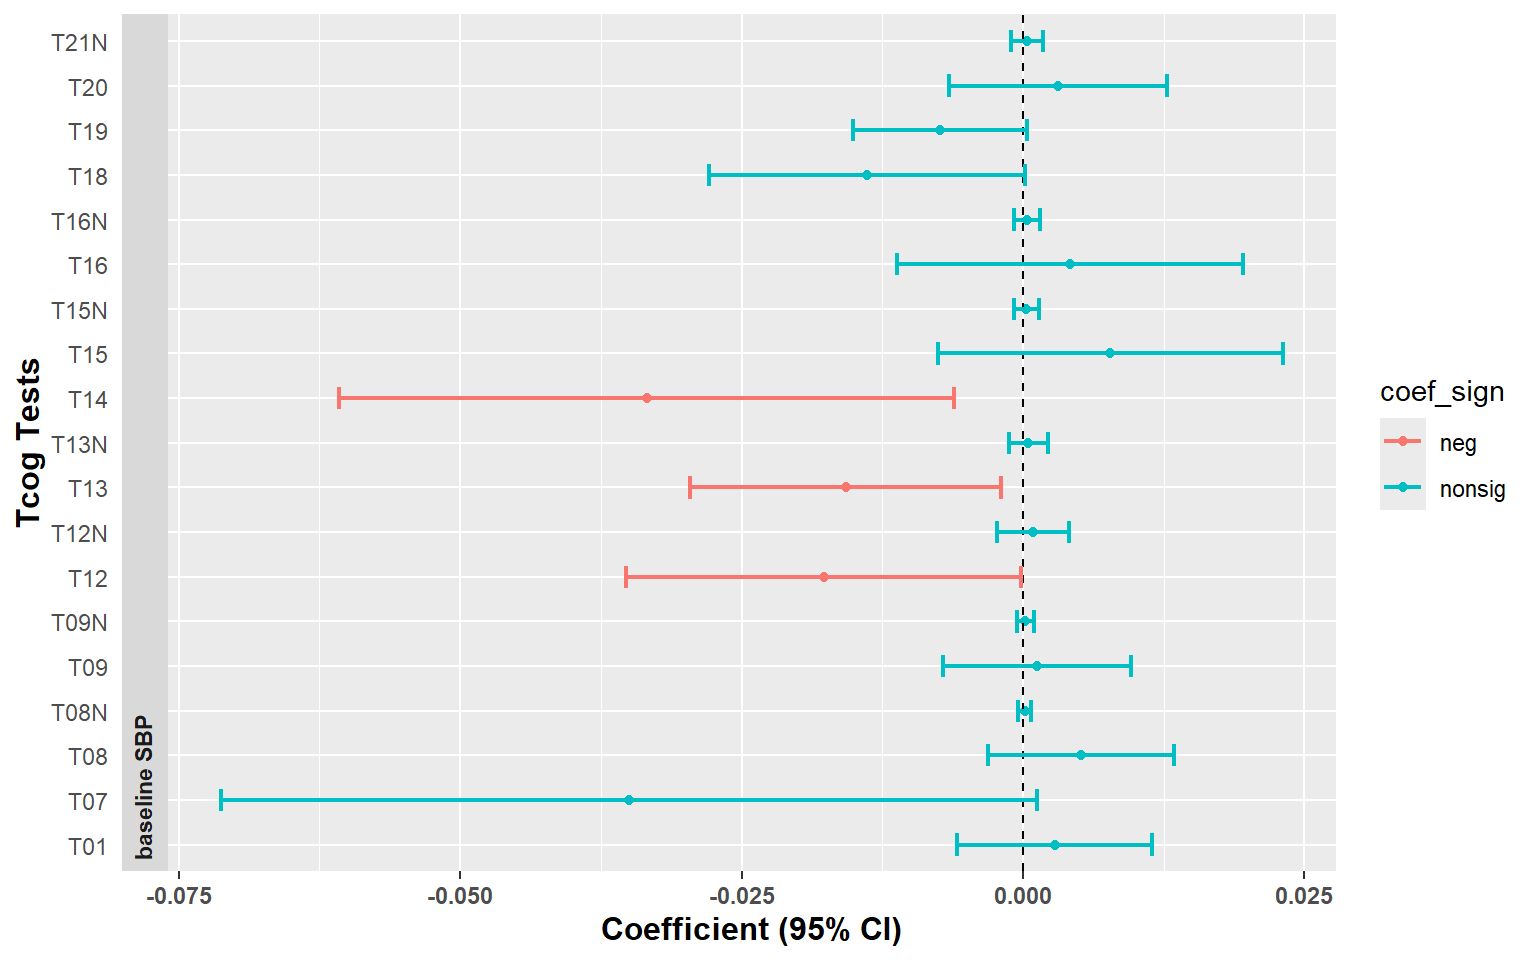 T21N
T20
T19
T18
T16N
T16
T15N
T15
T14
T13N
T13
T12N
T12
T09N
T09
T08N
T08
T07
T01
Tcog Tests
baseline SBP
-0.075 -0.050 -0.025 0.000 0.025
Coefficient (95% CI)
coef_sign
neg
nonsig